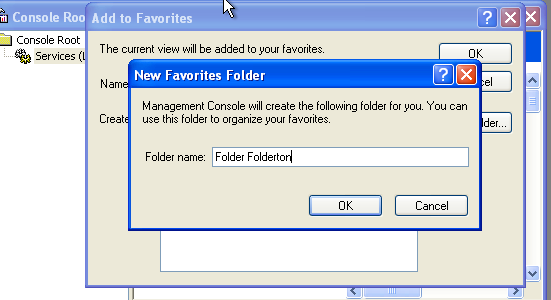 Console Roo
Add to Favorites
Console Root
Services (L
The current view will be added to your favorites.
OK
Name
cel
Create
lder...
New Favorites Folder
Management Console will create the following folder for you. You can
use this folder to organize your favorites.
Folder name:
Folder Folderton
OK
Cancel